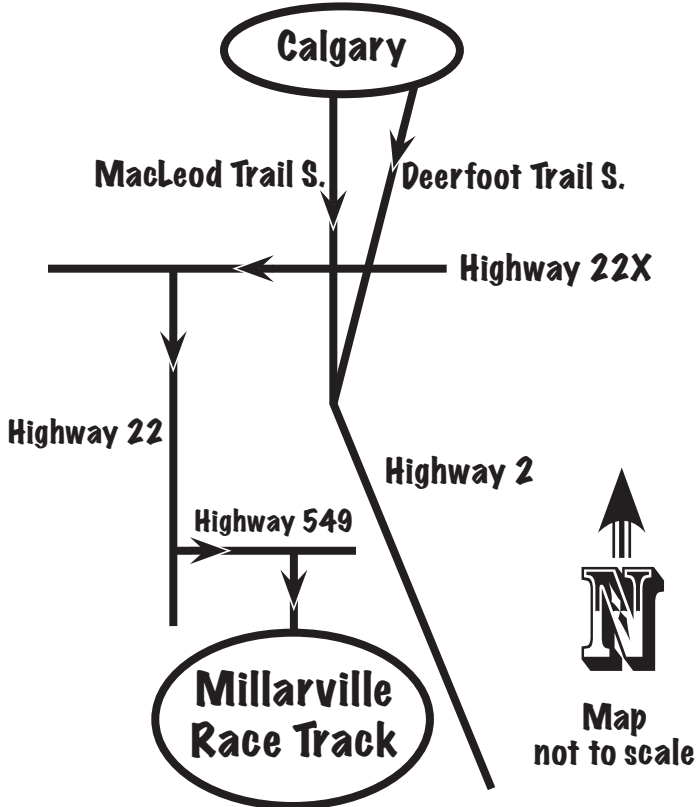 Calgary
MacLeod Trail S.
Deerfoot Trail S.
Highway 22X
Highway 22
Highway 2
Highway 549
N
Millarville
Race Track
Map
not to scale